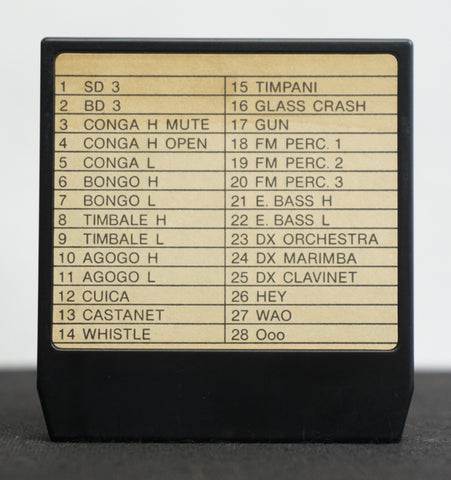 1 SD 3
2 BD 3
3 CONGA H MUTE
4 CONGA H OPEN
5 CONGA L
6 BONGO H
7 BONGO L
8 TIMBALE H
9 TIMBALE L
10 AGOGO H
11 AGOGO L
12 CUICA
13 CASTANET
14 WHISTLE
15 TIMPANI
16 GLASS CRASH
17 GUN
18 FM PERC. 1
19 FM PERC. 2
20 FM PERC. 3
21 E. BASS H
22 E. BASS L
23 DX ORCHESTRA
24 DX MARIMBA
25 DX CLAVINET
26 HEY
27 WAO
28 Ooo